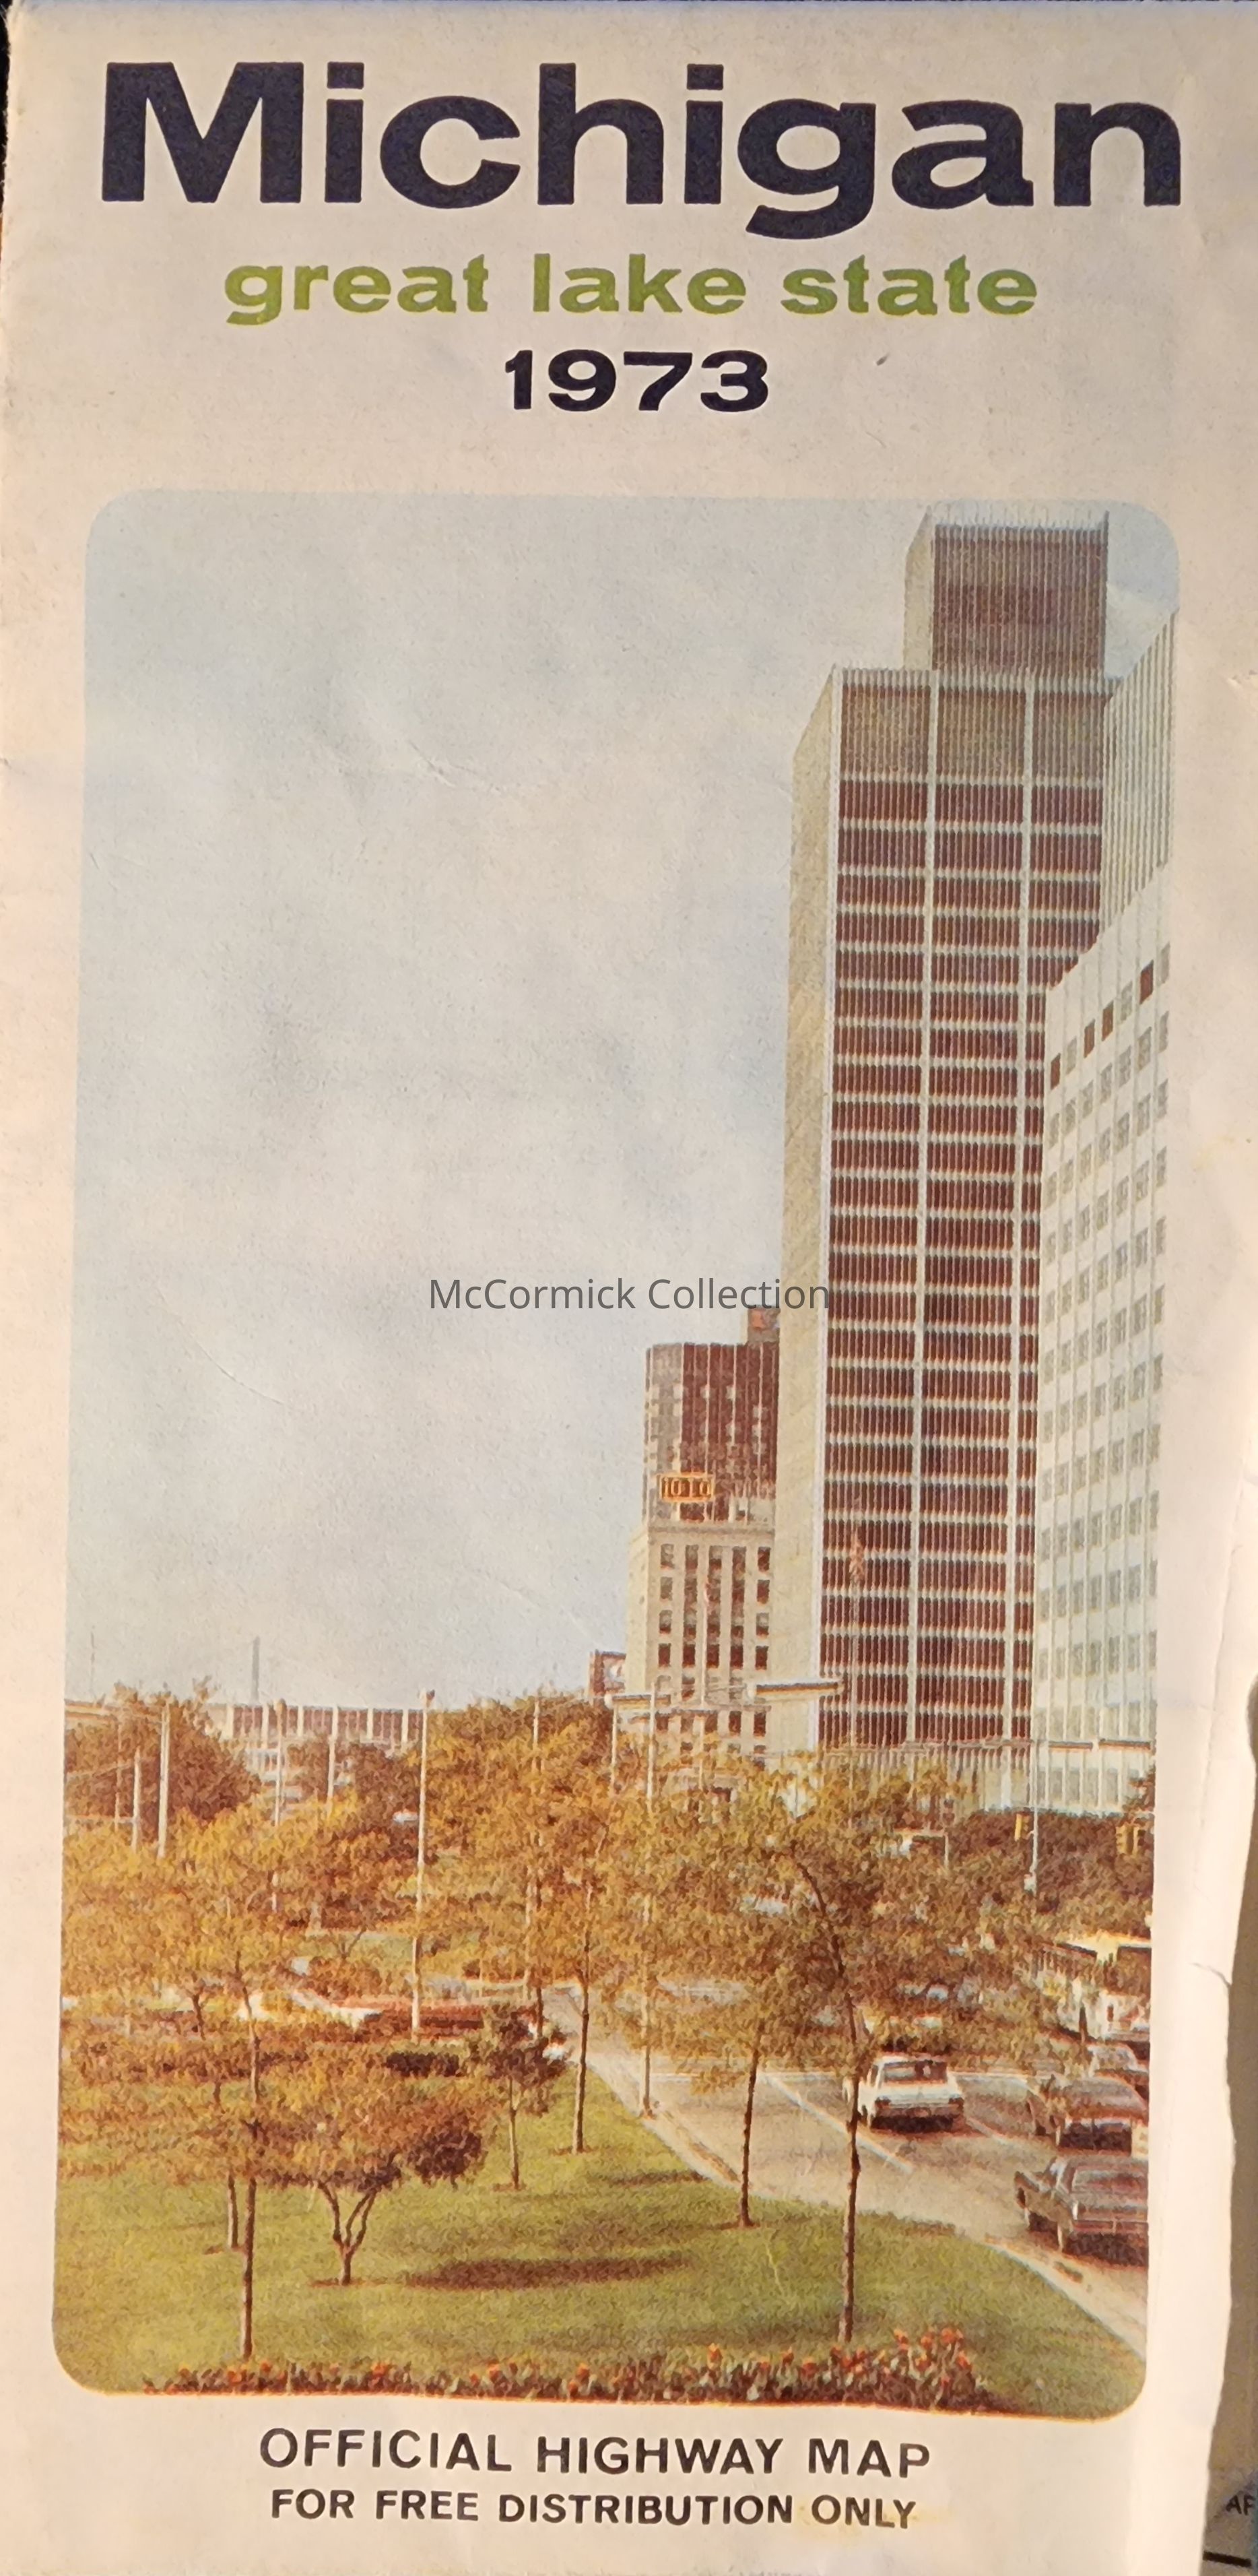 Michigan
great lake state
1973
McCormick Collection
OFFICIAL HIGHWAY MAP
FOR FREE DISTRIBUTION ONLY